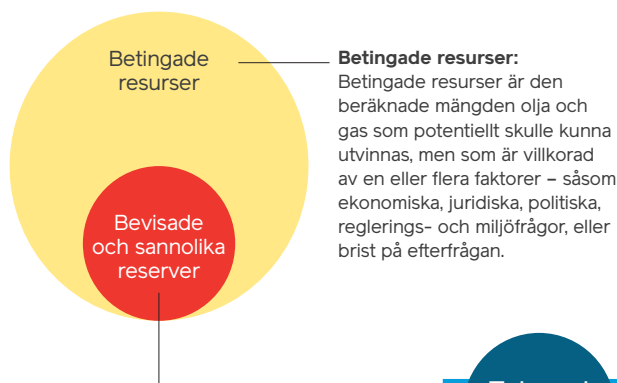 Betingade
resurser
Betingade resurser:
Betingade resurser är den
beräknade mängden olja och
gas som potentiellt skulle kunna
utvinnas, men som är villkorad
av en eller flera faktorer – såsom
ekonomiska, juridiska, politiska,
reglerings- och miljöfrågor, eller
brist på efterfrågan.
Bevisade
och sannolika
reserver